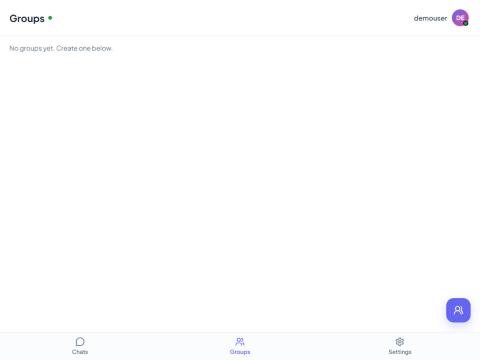 Groups
demouser
DE
No groups yet. Create one below.
Chats
Groups
Settings